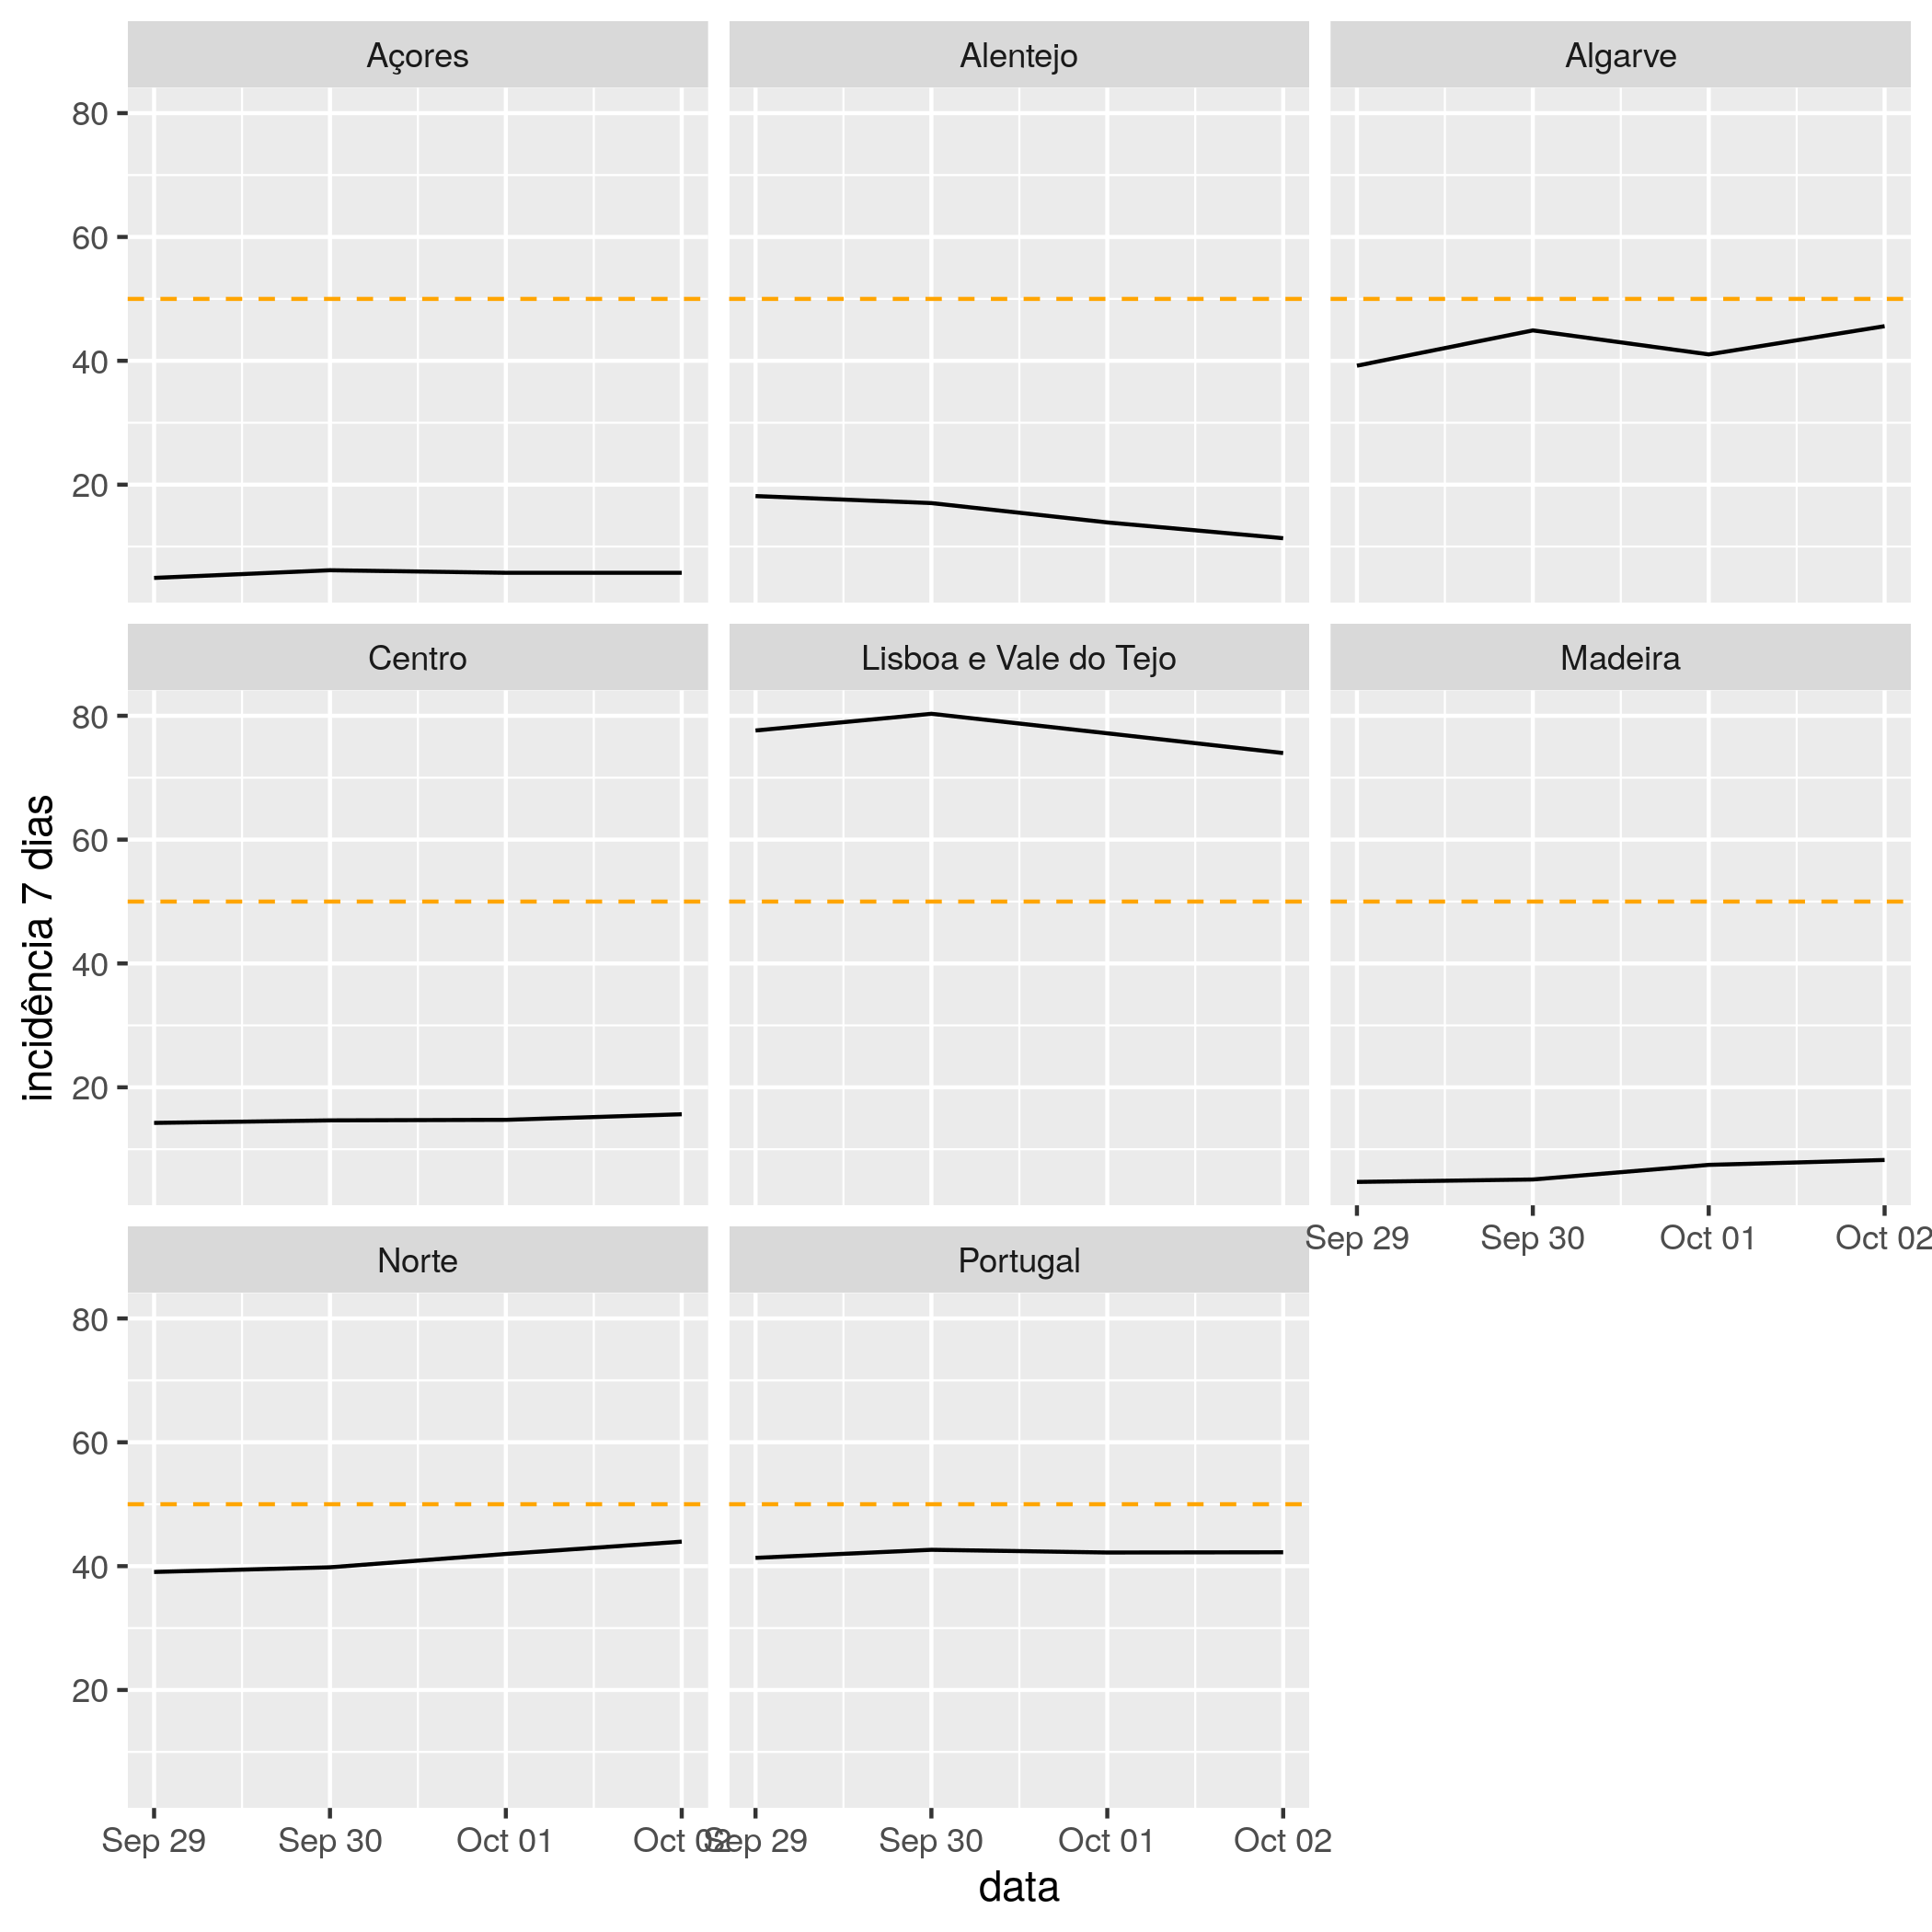 Açores
Alentejo
Algarve
80
60
40
20
Centro
Lisboa e Vale do Tejo
Madeira
80
60
40
20
Sep 29
Sep 30
Oct 01
Oct 02
Norte
Portugal
80
60
40
20
Sep 29
Sep 30
Oct 01
Oct 02
Sep 29
Sep 30
Oct 01
Oct 02
incidência 7 dias
data